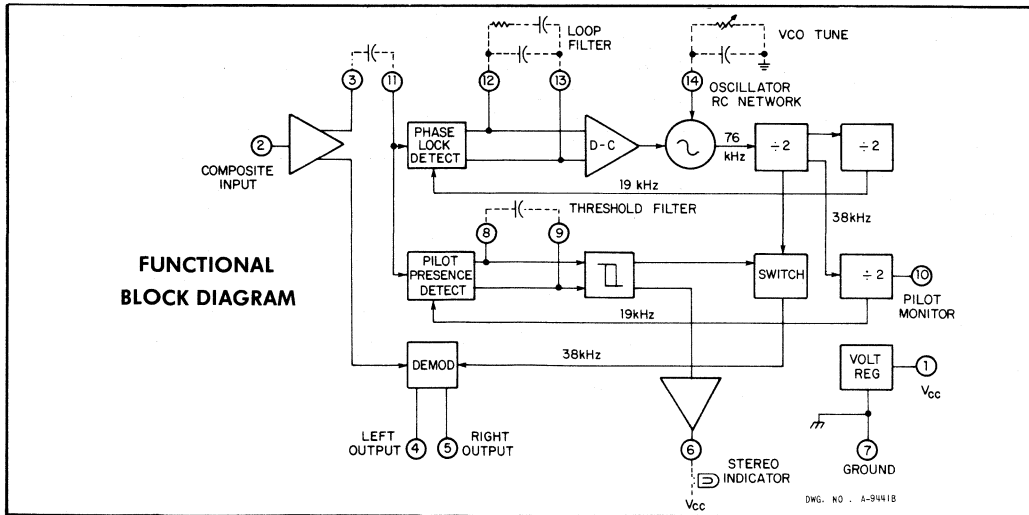 LOOP
FILTER
VCO TUNE
3
11
12
13
14
OSCILLATOR
RC NETWORK
2
COMPOSITE
INPUT
PHASE
LOCK
DETECT
D-C
76
kHz
÷2
÷2
19 kHz
38kHz
THRESHOLD FILTER
8
9
FUNCTIONAL
BLOCK DIAGRAM
PILOT
PRESENCE
DETECT
SWITCH
÷2
10
PILOT
MONITOR
19kHz
38kHz
DEMOD
VOLT
REG
1
Vcc
LEFT
OUTPUT
4
5
RIGHT
OUTPUT
6
STEREO
INDICATOR
Vcc
7
GROUND
DWG. NO. A-9441B